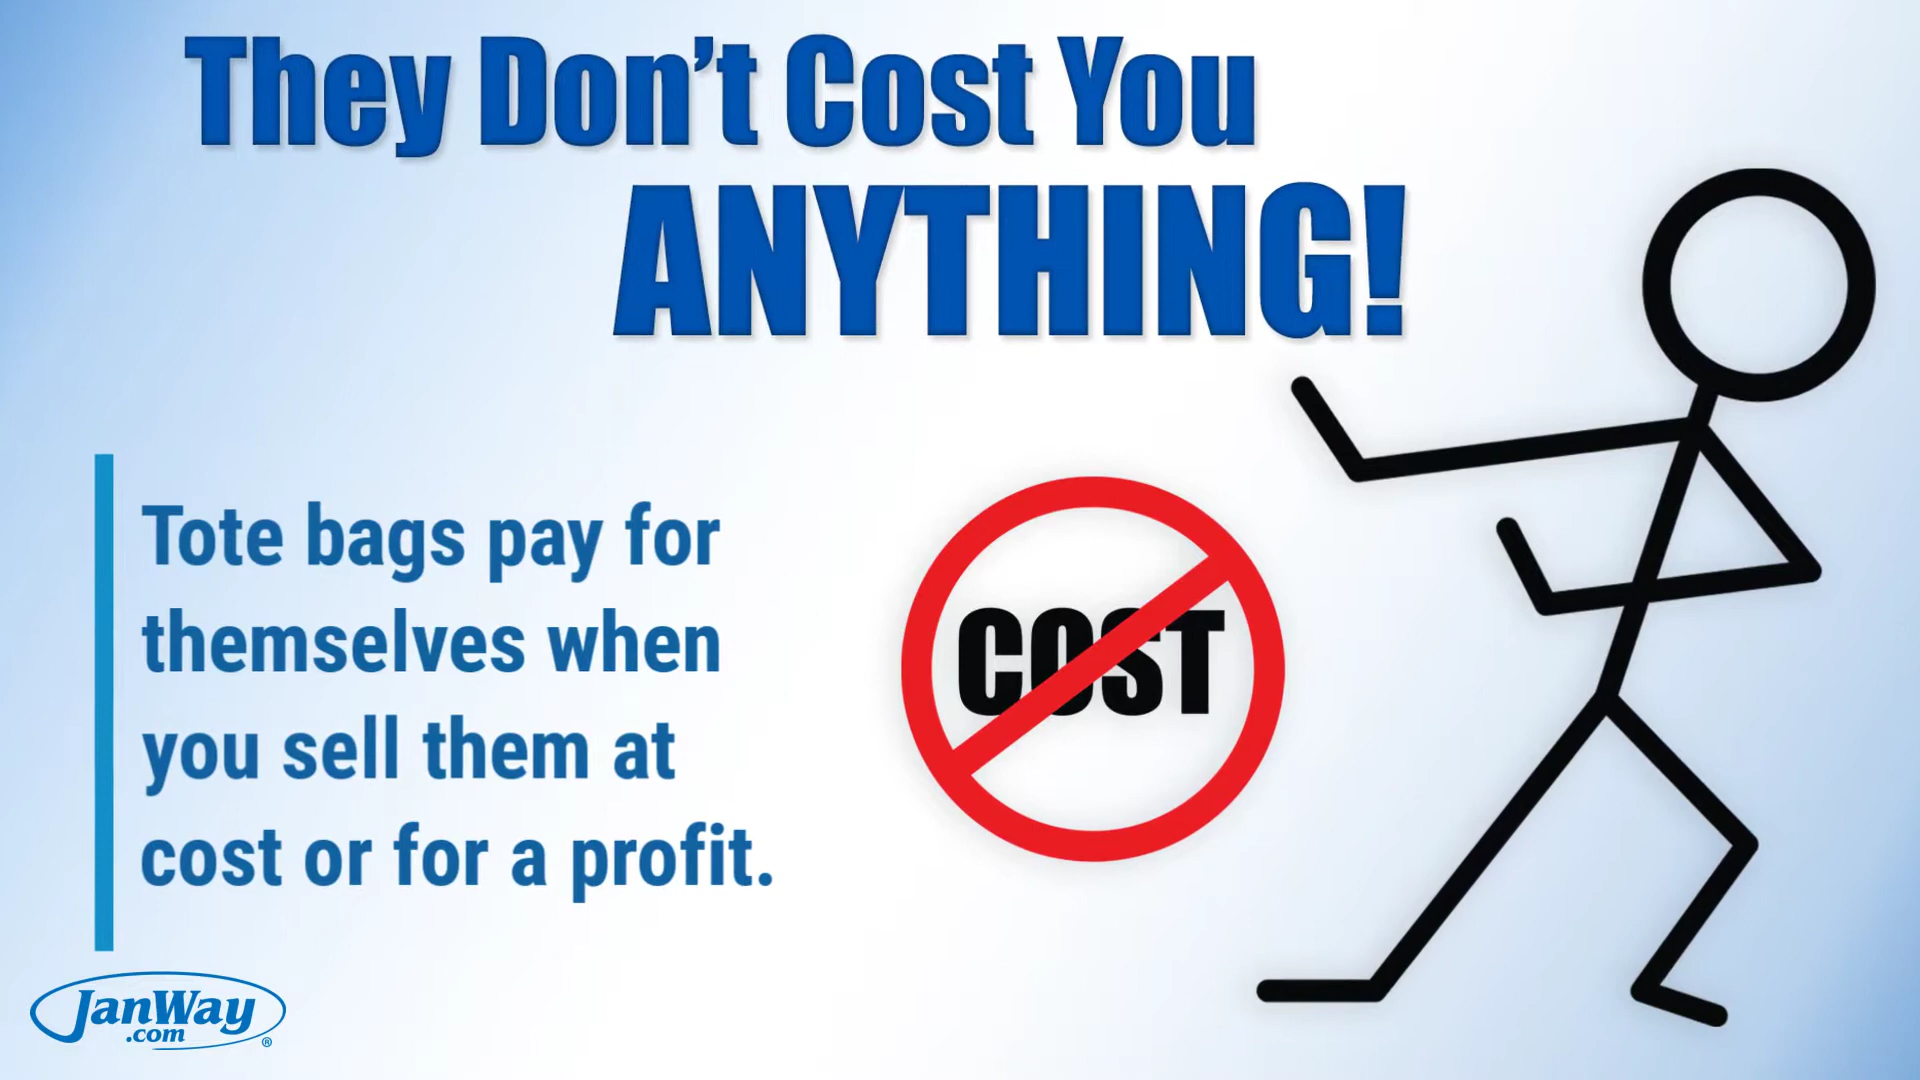 They Don’t Cost You
ANYTHING!
Tote bags pay for
themselves when
you sell them at
cost or for a profit.
COST
JanWay
.com
®